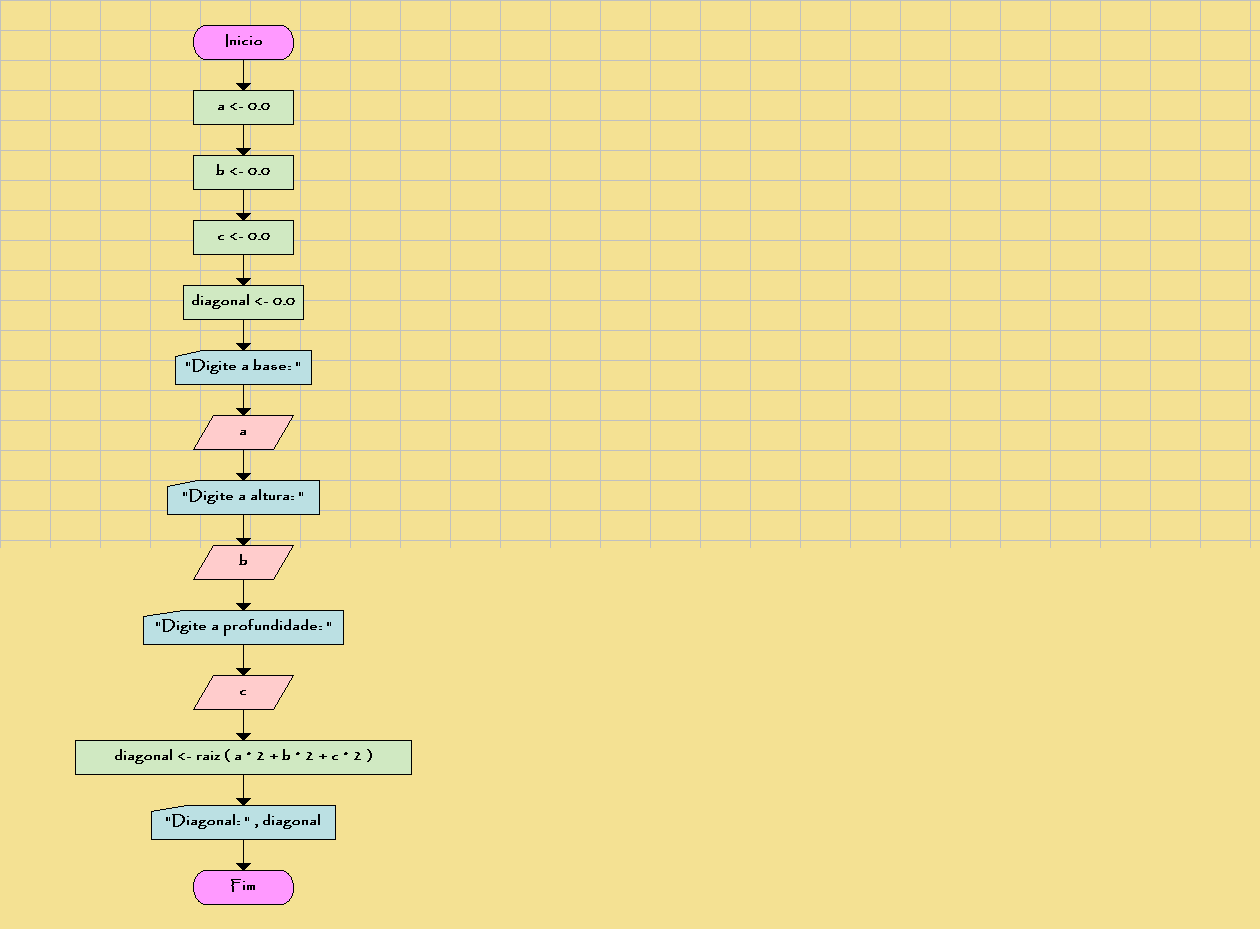 Inicio
a <- 0.0
b <- 0.0
c <- 0.0
diagonal <- 0.0
"Digite a base: "
a
"Digite a altura: "
b
"Digite a profundidade: "
c
diagonal <- raiz ( a * 2 + b * 2 + c * 2 )
"Diagonal: " , diagonal
Fim